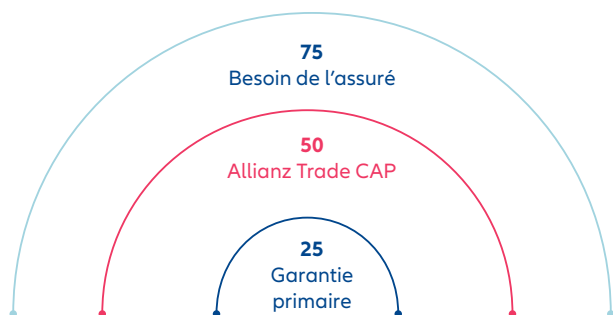 75
Besoin de l'assuré
50
Allianz Trade CAP
25
Garantie
primaire